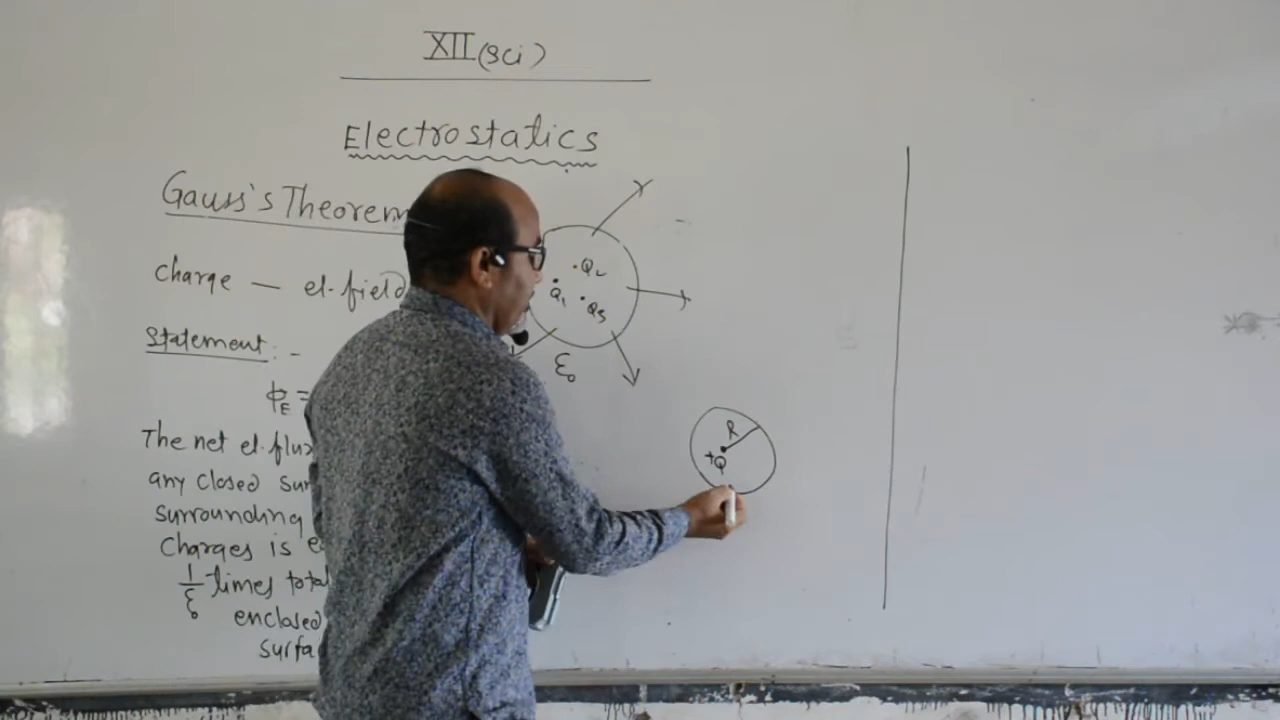 XII (Sci)
Electrostatics
Gauss's Theorem
Charge — el. field
Statement : -
ϕE =
The net el. flux
any closed sur
surrounding
Charges is e
1/ε0 times total
enclosed
surfa
Q2
Q1
Q3
ε0
R
+Q